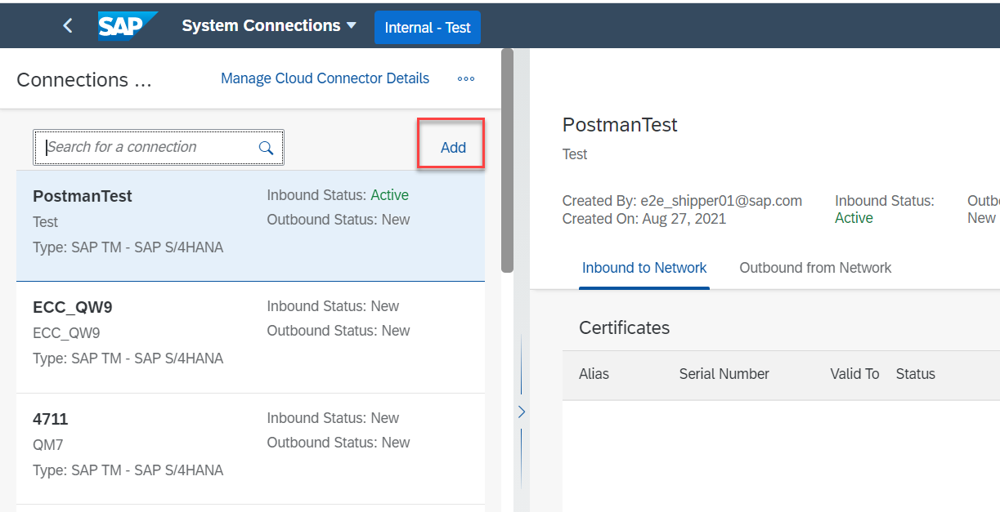 SAP System Connections Internal - Test
Connections ... Manage Cloud Connector Details
Search for a connection Add
PostmanTest Inbound Status: Active
Test Outbound Status: New
Type: SAP TM - SAP S/4HANA
ECC_QW9 Inbound Status: New
ECC_QW9 Outbound Status: New
Type: SAP TM - SAP S/4HANA
4711 Inbound Status: New
QM7 Outbound Status: New
Type: SAP TM - SAP S/4HANA
PostmanTest
Test
Created By: e2e_shipper01@sap.com Inbound Status: Outbo
Created On: Aug 27, 2021 Active New
Inbound to Network Outbound from Network
Certificates
Alias Serial Number Valid To Status